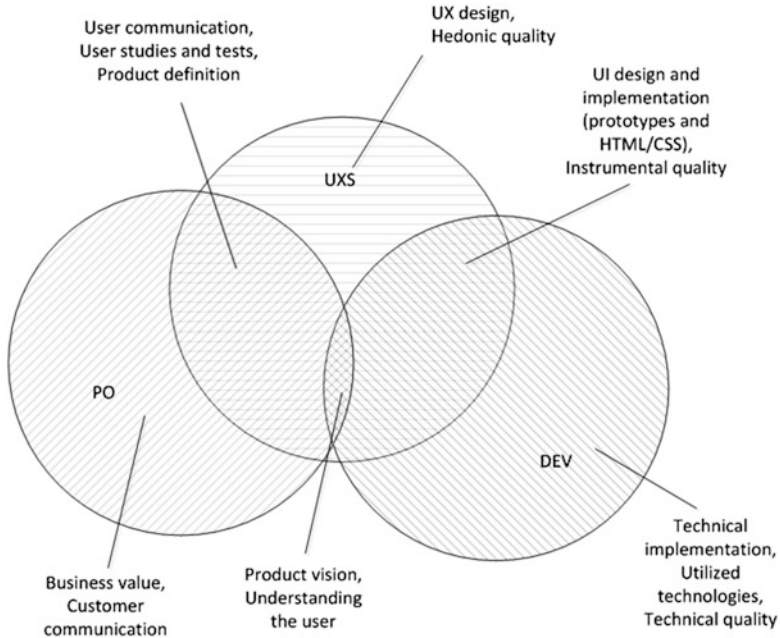 User communication,
User studies and tests,
Product definition
UX design,
Hedonic quality
UI design and
implementation
(prototypes and
HTML/CSS),
Instrumental quality
UXS
PO
DEV
Business value,
Customer
communication
Product vision,
Understanding
the user
Technical
implementation,
Utilized
technologies,
Technical quality